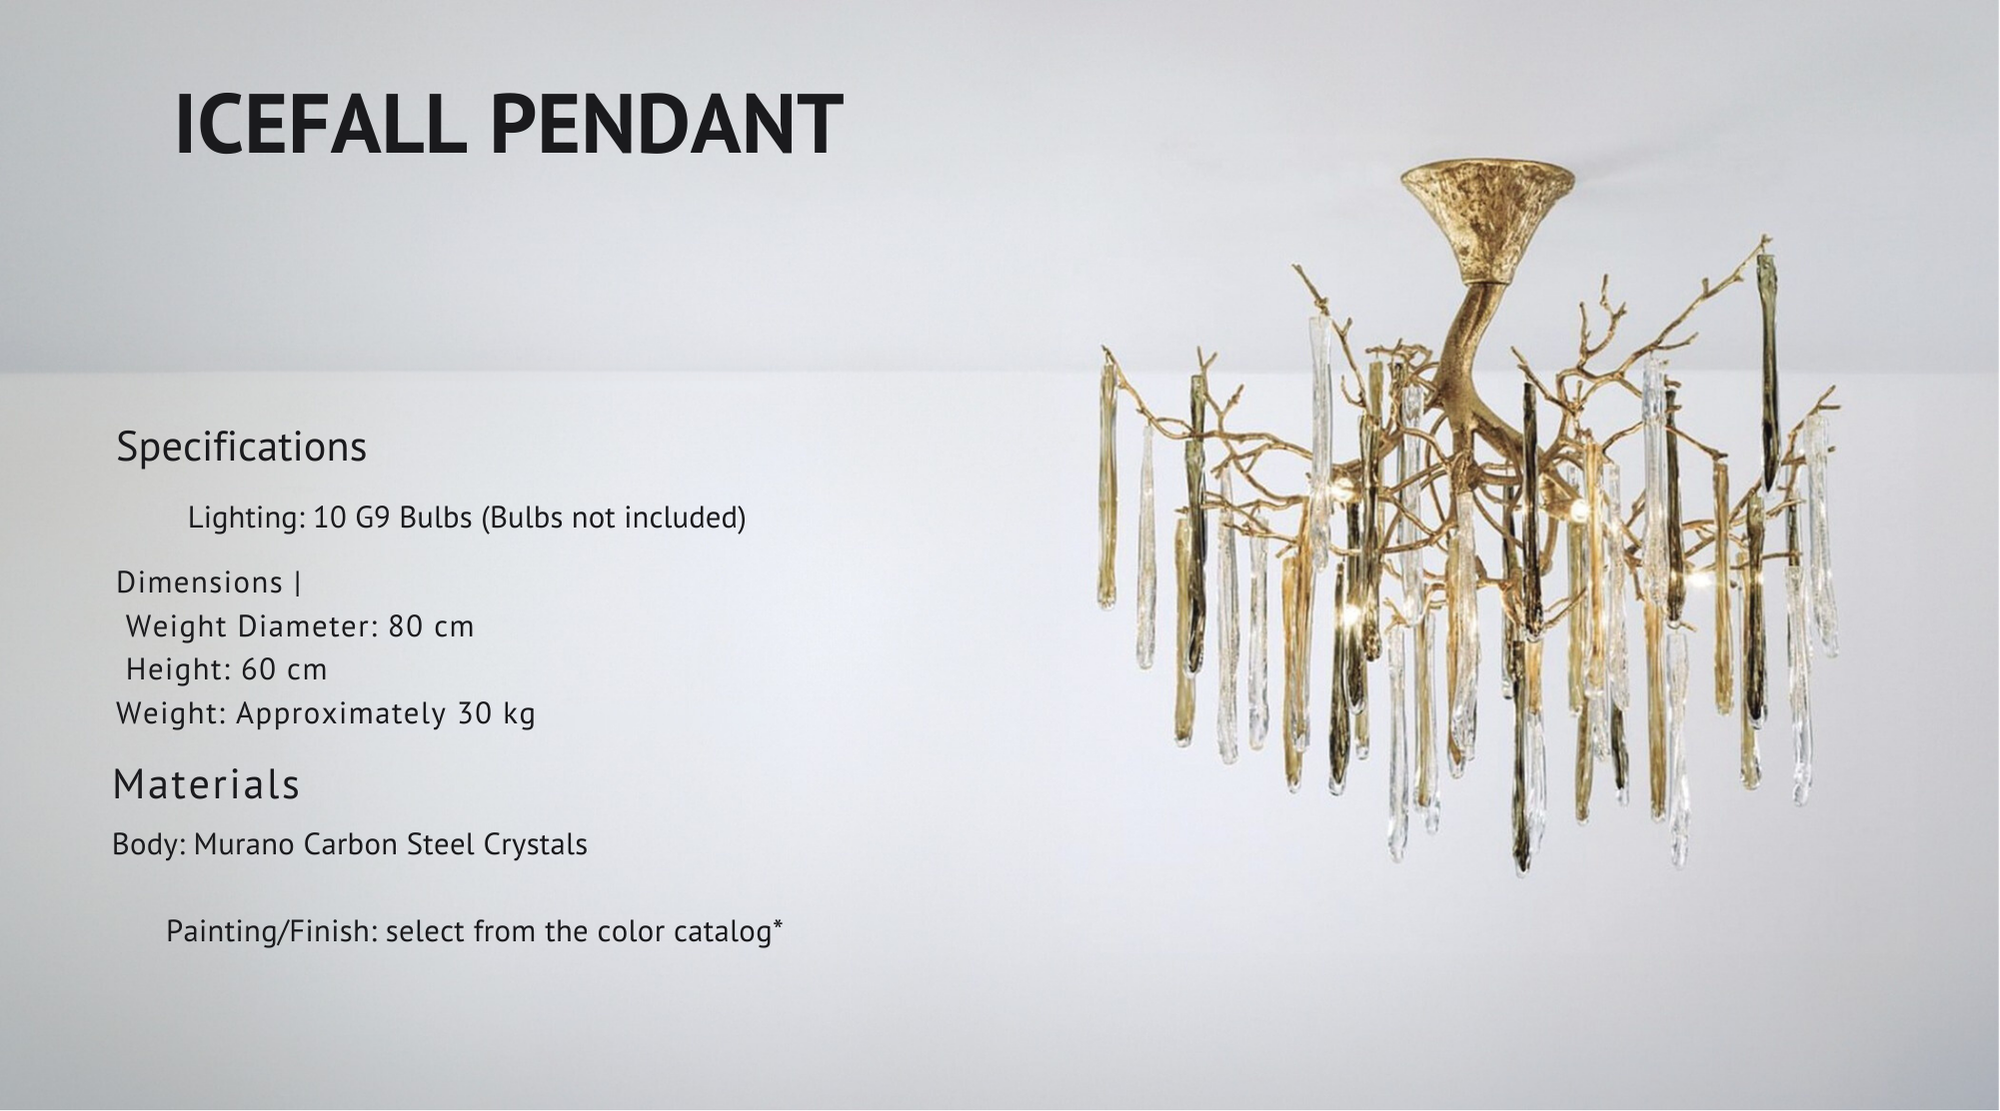 ICEFALL PENDANT
Specifications
Lighting: 10 G9 Bulbs (Bulbs not included)
Dimensions |
Weight Diameter: 80 cm
Height: 60 cm
Weight: Approximately 30 kg
Materials
Body: Murano Carbon Steel Crystals
Painting/Finish: select from the color catalog*